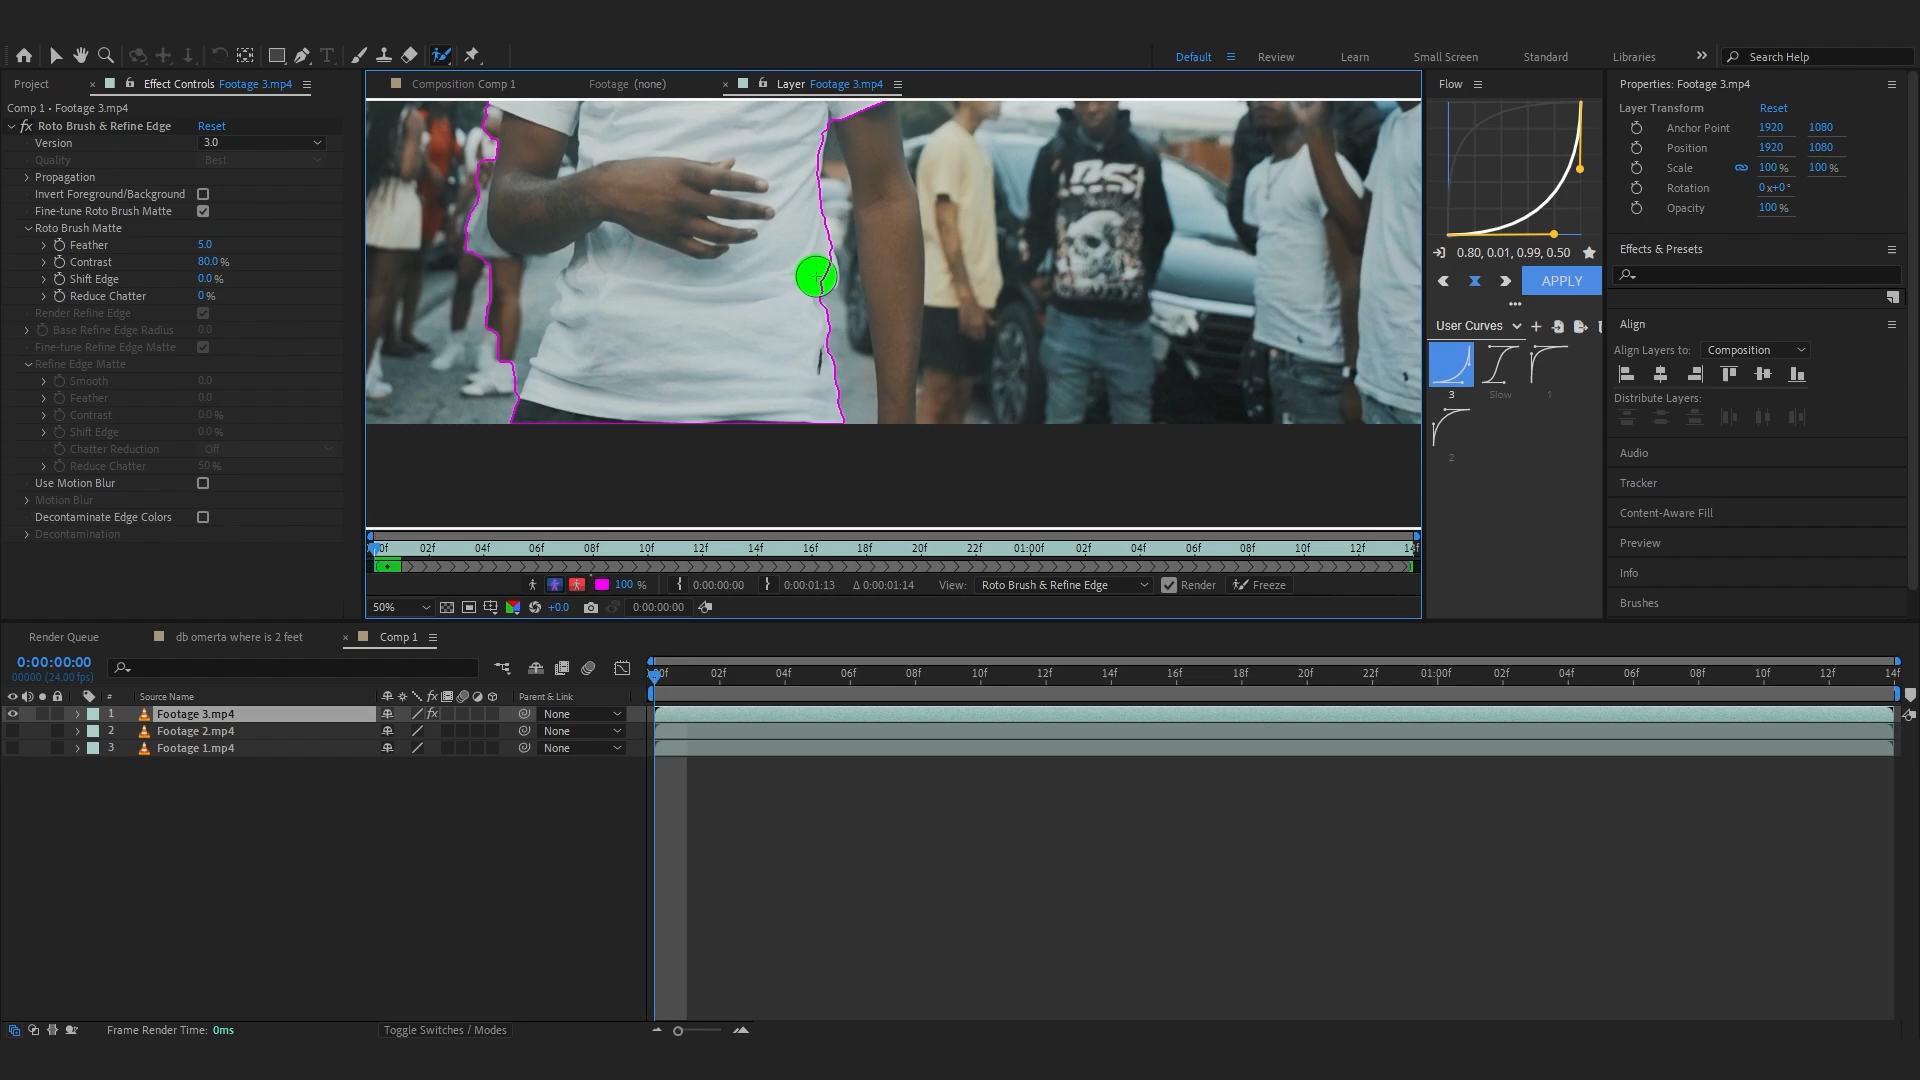 Default
Review
Learn
Small Screen
Standard
Libraries
Search Help
Project
Effect Controls Footage 3.mp4
Composition Comp 1
Footage (none)
Layer Footage 3.mp4
Flow
Properties: Footage 3.mp4
Comp 1 • Footage 3.mp4
fx Roto Brush & Refine Edge Reset
Version 3.0
Quality Best
Propagation
Invert Foreground/Background
Fine-tune Roto Brush Matte
Roto Brush Matte
Feather 5.0
Contrast 80.0 %
Shift Edge 0.0 %
Reduce Chatter 0 %
Render Refine Edge
Base Refine Edge Radius 0.0
Fine-tune Refine Edge Matte
Refine Edge Matte
Smooth 0.0
Feather 0.0
Contrast 0.0 %
Shift Edge 0.0 %
Chatter Reduction Off
Reduce Chatter 50 %
Use Motion Blur
Motion Blur
Decontaminate Edge Colors
Decontamination
02f 04f 06f 08f 10f 12f 14f 16f 18f 20f 22f 01:00f 02f 04f 06f 08f 10f 12f 14f
100 % 0:00:00:00 0:00:01:13 Δ 0:00:01:14 View: Roto Brush & Refine Edge Render Freeze
50% +0.0 0:00:00:00
0.80, 0.01, 0.99, 0.50
APPLY
User Curves
3 Slow 1
2
Layer Transform Reset
Anchor Point 1920 1080
Position 1920 1080
Scale 100 % 100 %
Rotation 0x+0°
Opacity 100 %
Effects & Presets
Align
Align Layers to: Composition
Distribute Layers:
Audio
Tracker
Content-Aware Fill
Preview
Info
Brushes
Render Queue
db omerta where is 2 feet
Comp 1
0:00:00:00
00000 (24.00 fps)
# Source Name fx Parent & Link
1 Footage 3.mp4 fx None
2 Footage 2.mp4 None
3 Footage 1.mp4 None
02f 04f 06f 08f 10f 12f 14f 16f 18f 20f 22f 01:00f 02f 04f 06f 08f 10f 12f 14f
Frame Render Time: 0ms
Toggle Switches / Modes